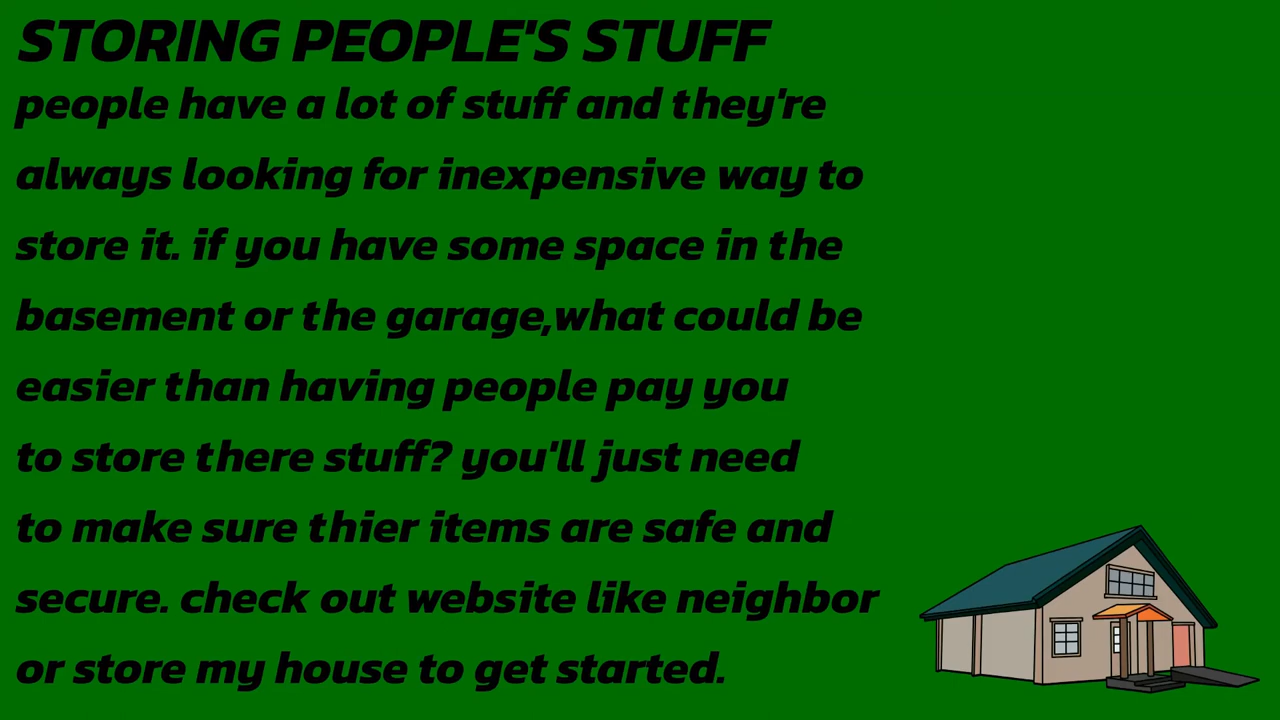 STORING PEOPLE'S STUFF
people have a lot of stuff and they're
always looking for inexpensive way to
store it. if you have some space in the
basement or the garage,what could be
easier than having people pay you
to store there stuff? you'll just need
to make sure thier items are safe and
secure. check out website like neighbor
or store my house to get started.